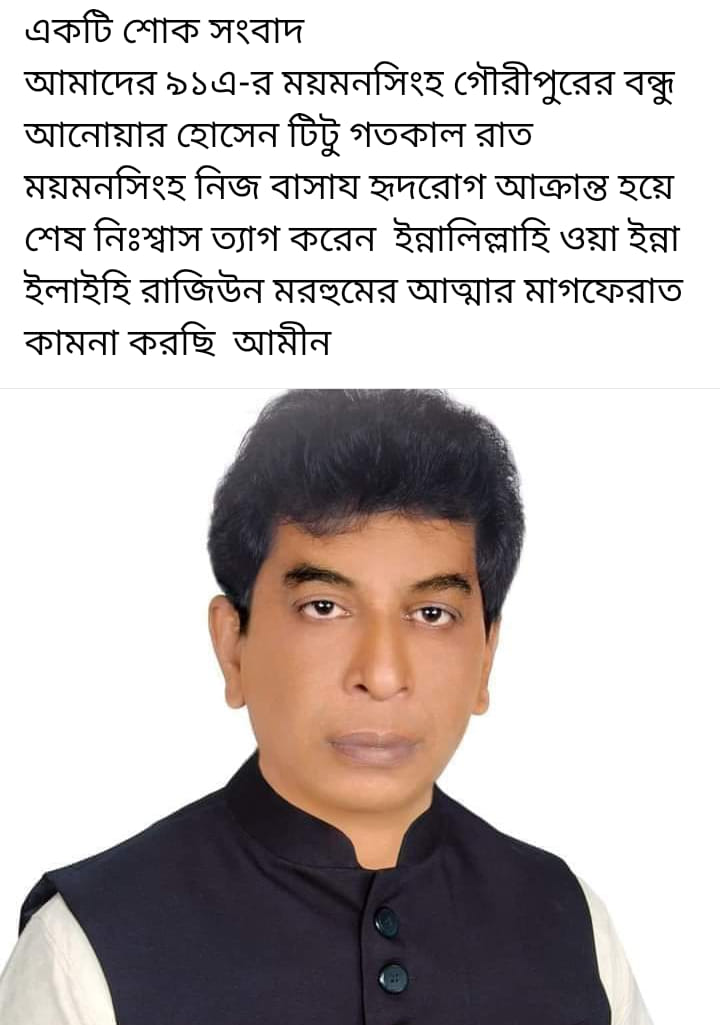 একটি শোক সংবাদ
আমাদের ৯১এ-র ময়মনসিংহ গৌরীপুরের বন্ধু
আনোয়ার হোসেন টিটু গতকাল রাত
ময়মনসিংহ নিজ বাসায হৃদরোগ আক্রান্ত হয়ে
শেষ নিঃশ্বাস ত্যাগ করেন  ইন্নালিল্লাহি ওয়া ইন্না
ইলাইহি রাজিউন মরহুমের আত্মার মাগফেরাত
কামনা করছি  আমীন